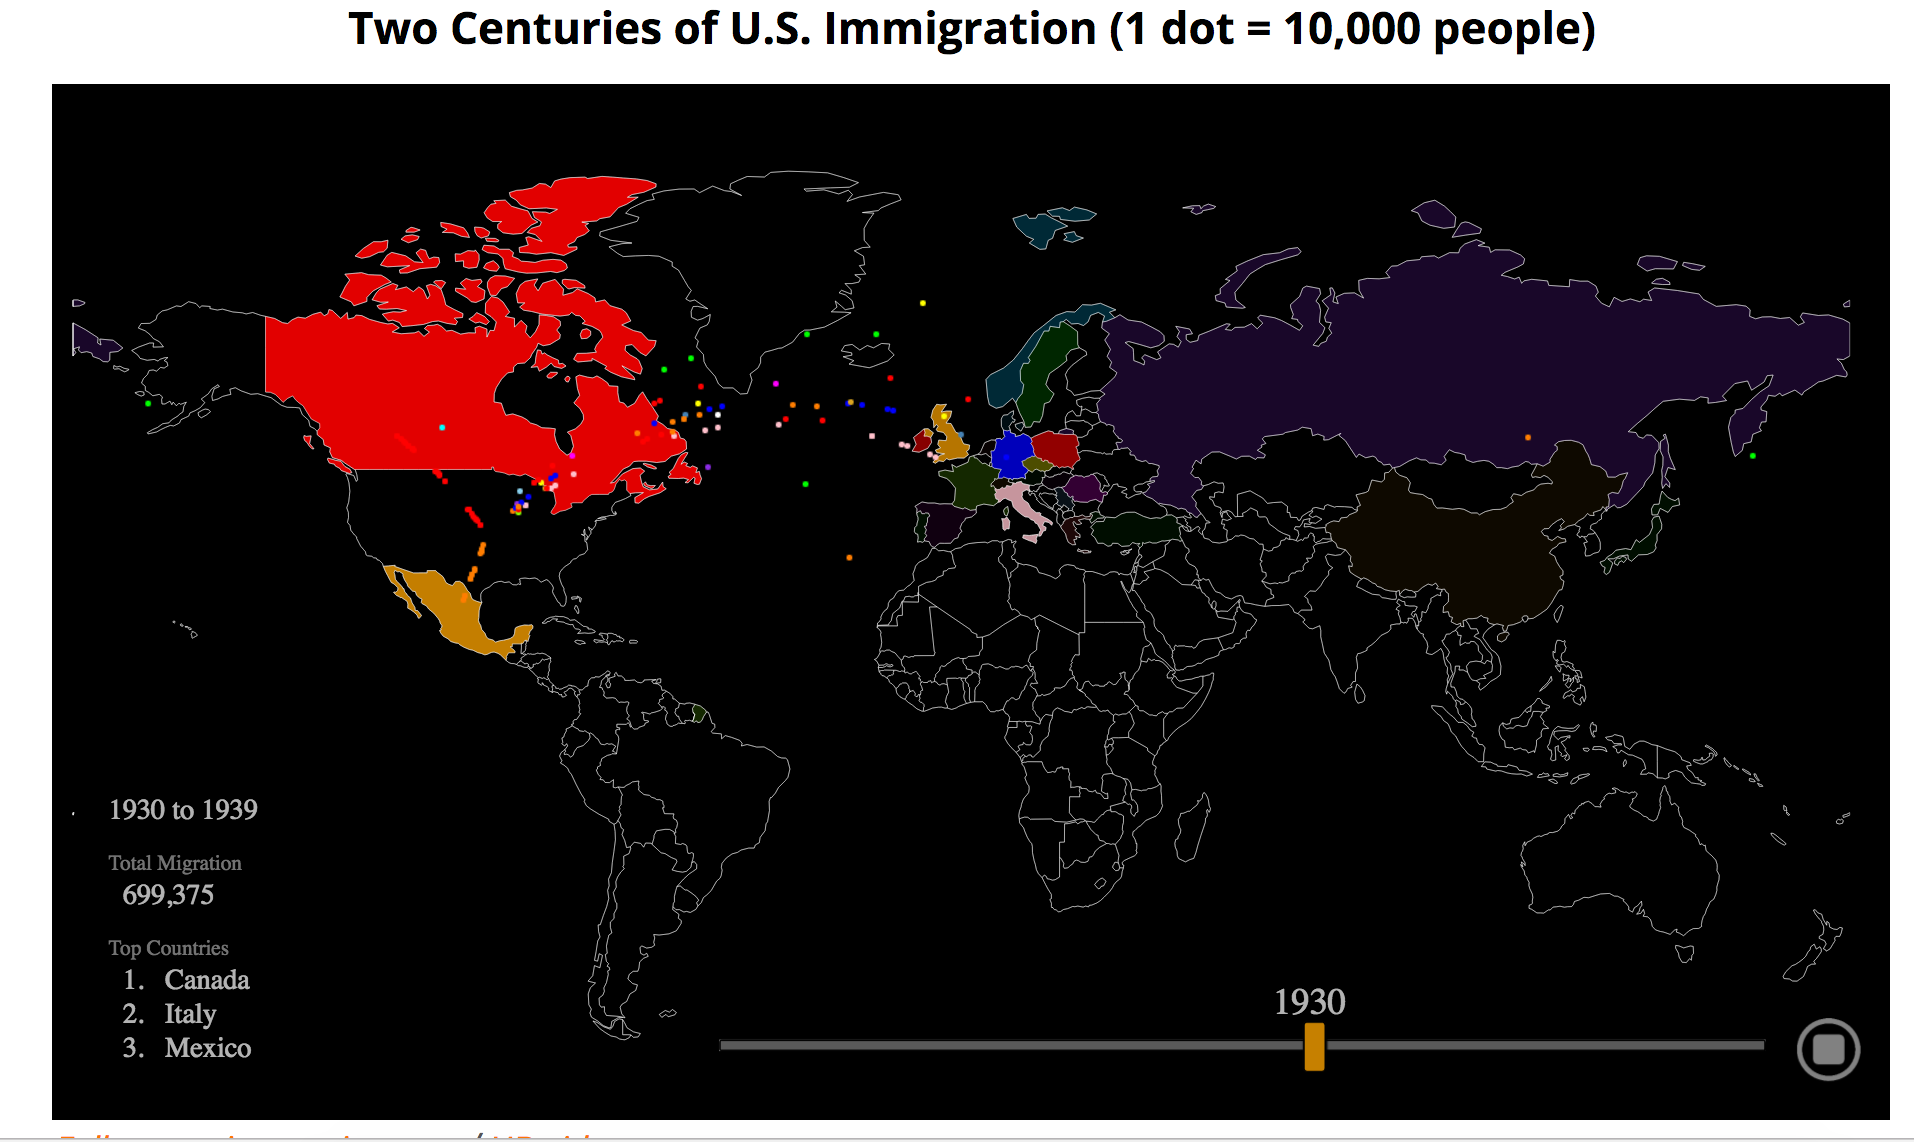 Two Centuries of U.S. Immigration (1 dot = 10,000 people)
1930 to 1939
Total Migration
699,375
Top Countries
1. Canada
2. Italy
3. Mexico
1930